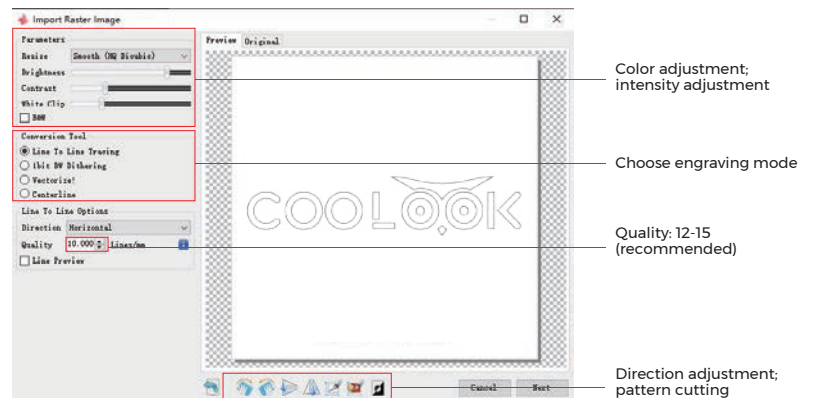 Import Raster Image
Parameters
Resize Smooth (HQ Bicubic)
Brightness
Contrast
White Clip
B&W
Conversion Tool
Line To Line Tracing
1bit BW Dithering
Vectorize!
Centerline
Line To Line Options
Direction Horizontal
Quality 10.000 Lines/mm
Line Preview
Preview Original
COOLOOK
Cancel Next
Color adjustment;
intensity adjustment
Choose engraving mode
Quality: 12-15
(recommended)
Direction adjustment;
pattern cutting